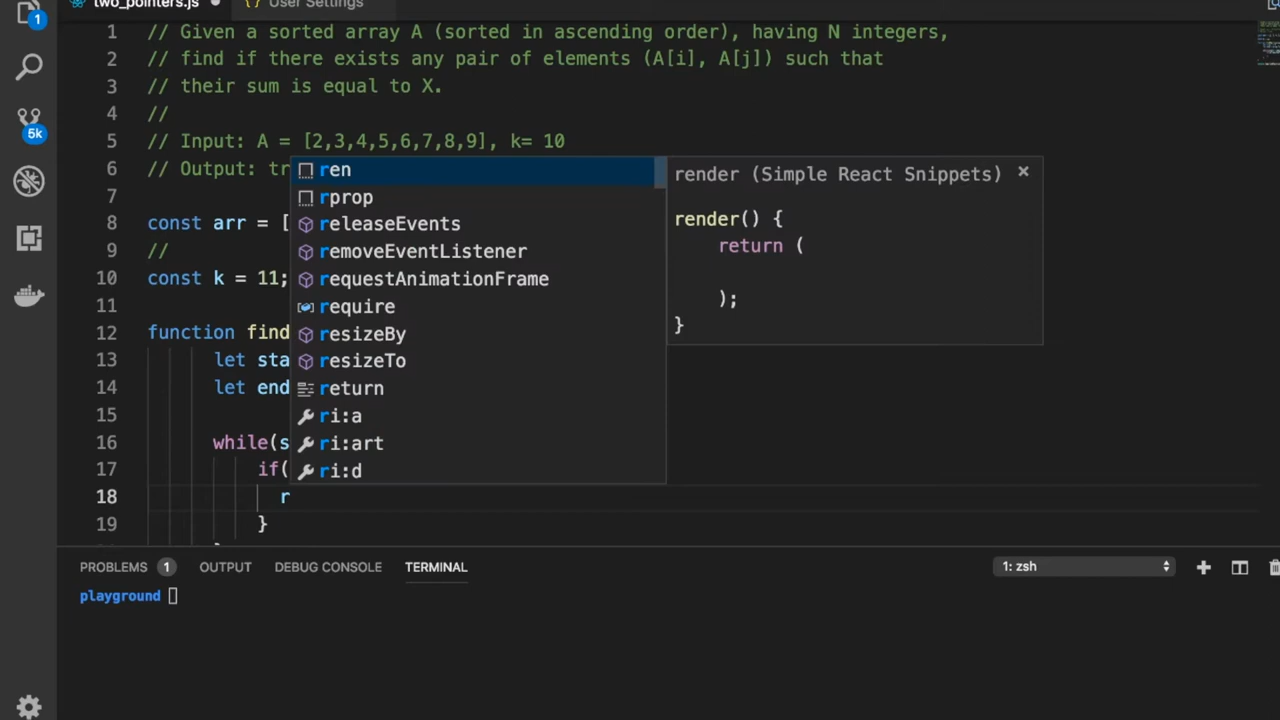 two_pointers.js
User Settings
1 // Given a sorted array A (sorted in ascending order), having N integers,
2 // find if there exists any pair of elements (A[i], A[j]) such that
3 // their sum is equal to X.
4 //
5 // Input: A = [2,3,4,5,6,7,8,9], k= 10
6 // Output: tr
7
8 const arr = [
9 //
10 const k = 11;
11
12 function find
13 let sta
14 let end
15
16 while(s
17 if(
18 r
19 }
ren
rprop
releaseEvents
removeEventListener
requestAnimationFrame
require
resizeBy
resizeTo
return
ri:a
ri:art
ri:d
render (Simple React Snippets) ×
render() {
return (
);
}
1
5k
PROBLEMS 1 OUTPUT DEBUG CONSOLE TERMINAL 1: zsh
playground